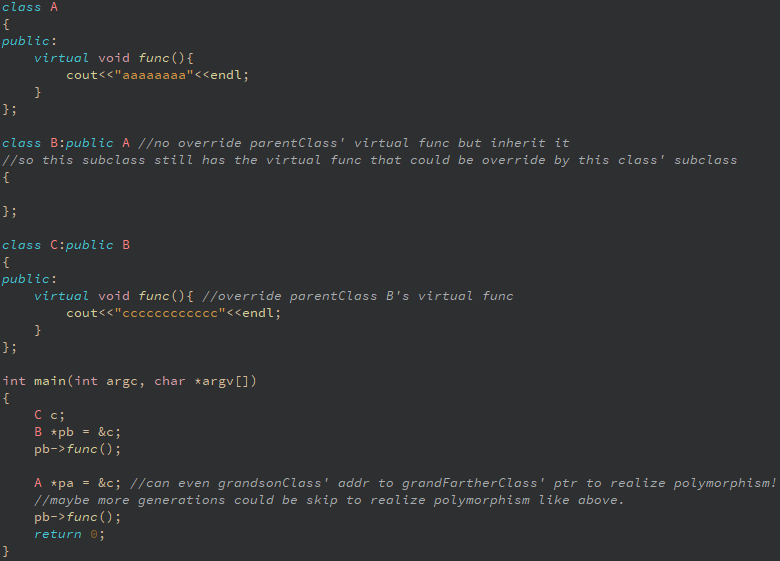 class A
{
public:
    virtual void func(){
        cout<<"aaaaaaaa"<<endl;
    }
};

class B:public A //no override parentClass' virtual func but inherit it
//so this subclass still has the virtual func that could be override by this class' subclass
{

};

class C:public B
{
public:
    virtual void func(){ //override parentClass B's virtual func
        cout<<"cccccccccccc"<<endl;
    }
};

int main(int argc, char *argv[])
{
    C c;
    B *pb = &c;
    pb->func();

    A *pa = &c; //can even grandsonClass' addr to grandFartherClass' ptr to realize polymorphism!
    //maybe more generations could be skip to realize polymorphism like above.
    pb->func();
    return 0;
}